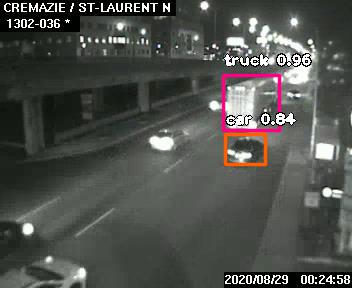 CREMAZIE / ST-LAURENT N
1302-036 *
truck 0.96
car 0.84
2020/08/29 00:24:58